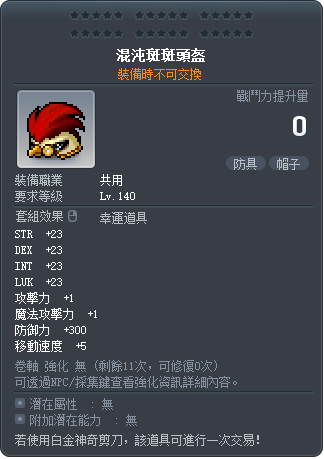 混沌斑斑頭盔
裝備時不可交換
戰鬥力提升量
0
防具 帽子
裝備職業 共用
要求等級 Lv.140
套組效果 幸運道具
STR +23
DEX +23
INT +23
LUK +23
攻擊力 +1
魔法攻擊力 +1
防御力 +300
移動速度 +5
卷軸 強化 無 (剩餘11次，可修復0次)
可透過NPC/採集鍵查看強化資訊詳細內容。
潛在屬性 : 無
附加潛在能力 : 無
若使用白金神奇剪刀，該道具可進行一次交易!